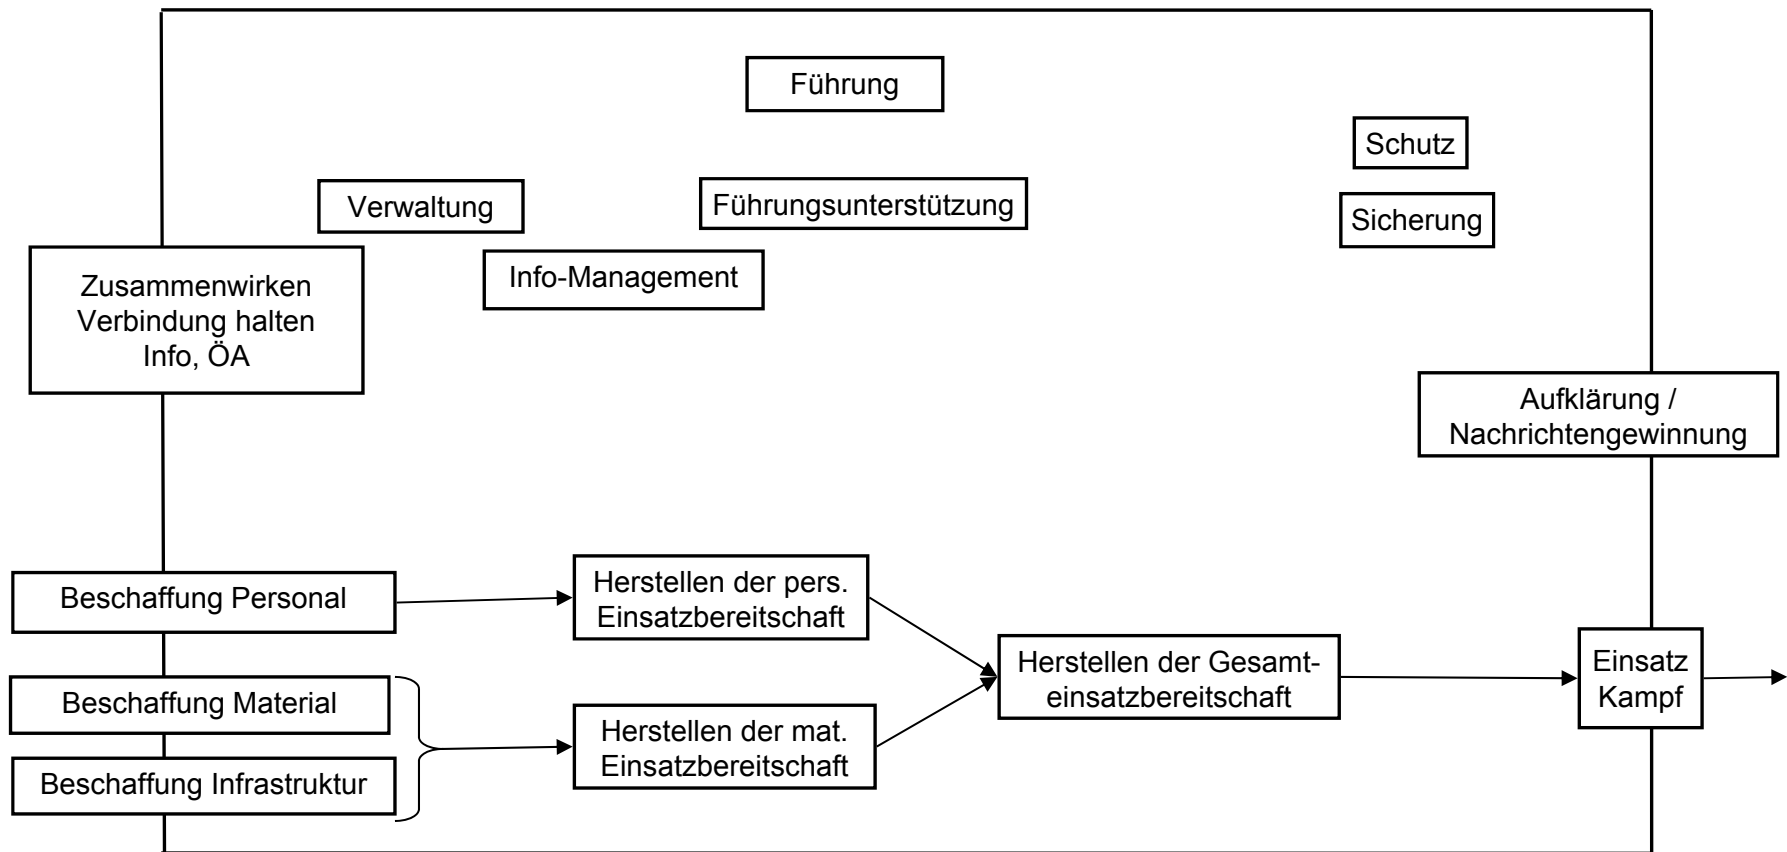 Führung
Schutz
Verwaltung
Führungsunterstützung
Sicherung
Info-Management
Zusammenwirken
Verbindung halten
Info, ÖA
Aufklärung /
Nachrichtengewinnung
Beschaffung Personal
Herstellen der pers.
Einsatzbereitschaft
Herstellen der Gesamt-
einsatzbereitschaft
Einsatz
Kampf
Beschaffung Material
Herstellen der mat.
Einsatzbereitschaft
Beschaffung Infrastruktur